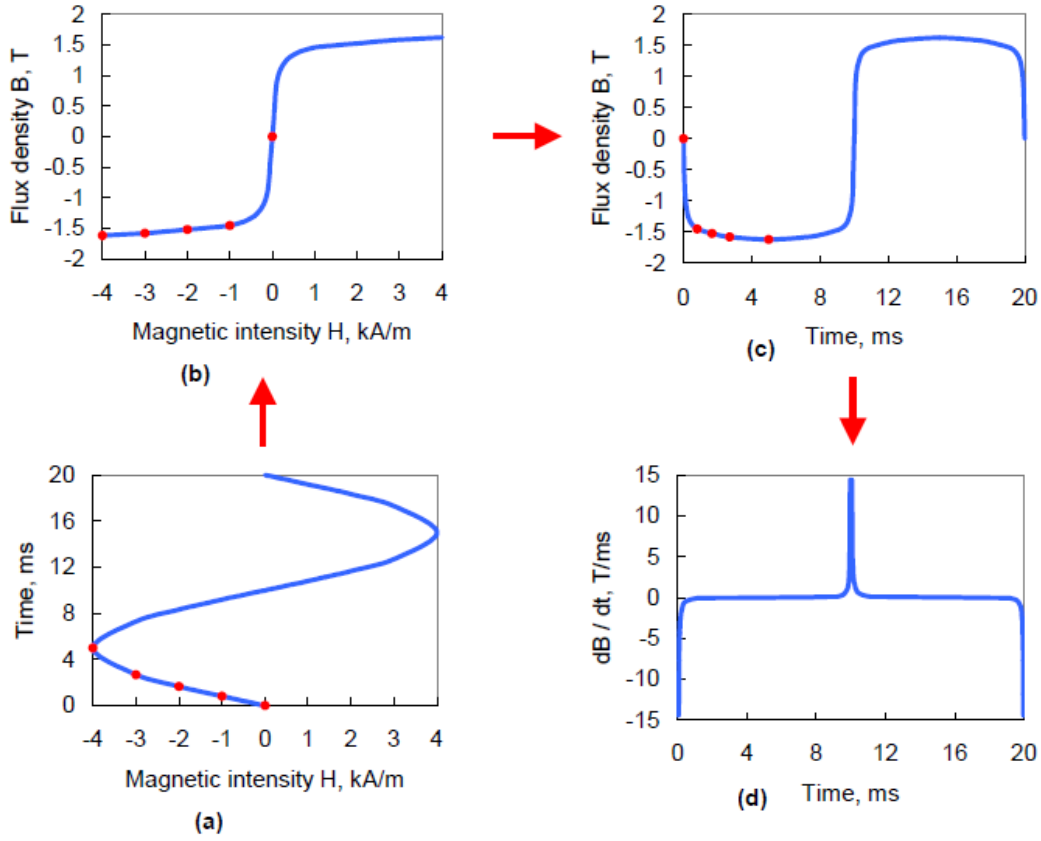 2
1.5
1
0.5
0
-0.5
-1
-1.5
-2
Flux density B, T
-4 -3 -2 -1 0 1 2 3 4
Magnetic intensity H, kA/m
(b)
2
1.5
1
0.5
0
-0.5
-1
-1.5
-2
Flux density B, T
0 4 8 12 16 20
Time, ms
(c)
20
16
12
8
4
0
Time, ms
-4 -3 -2 -1 0 1 2 3 4
Magnetic intensity H, kA/m
(a)
15
10
5
0
-5
-10
-15
dB / dt, T/ms
0 4 8 12 16 20
(d) Time, ms